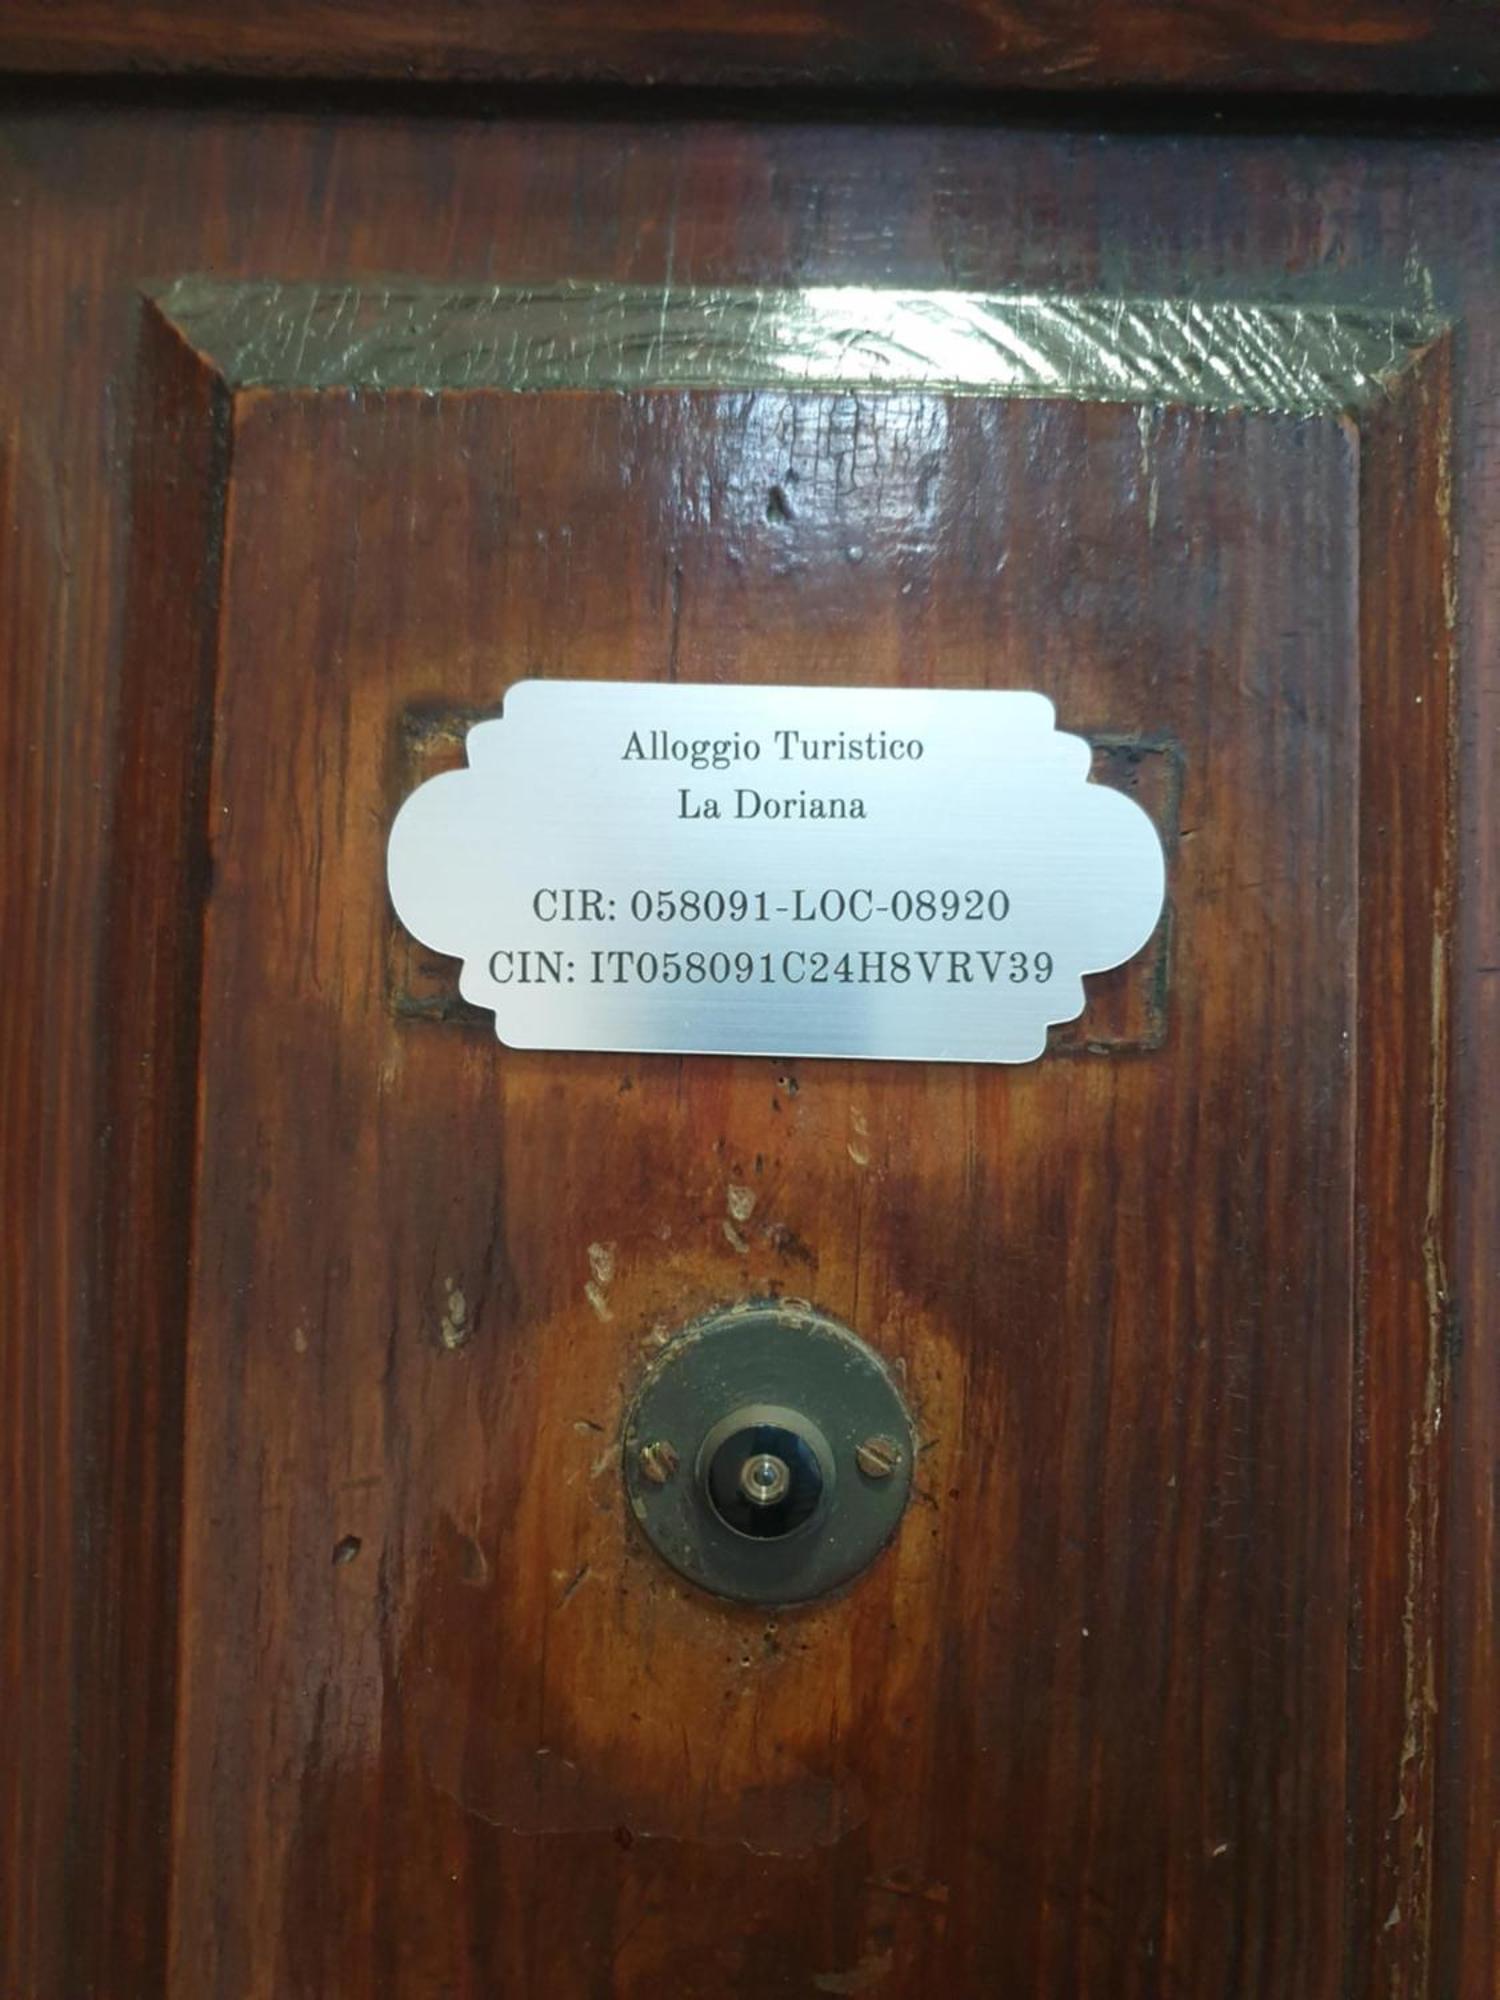 Alloggio Turistico
La Doriana
CIR: 058091-LOC-08920
CIN: IT058091C24H8VRV39